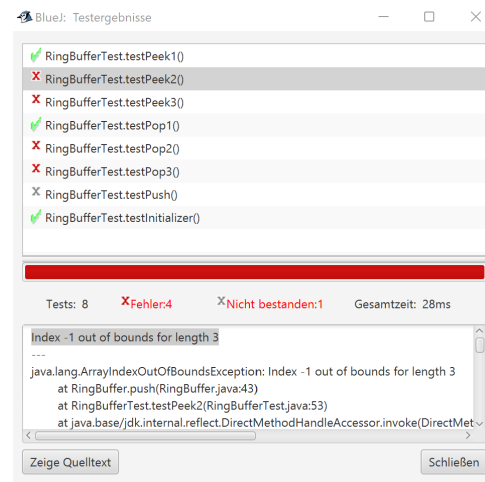 BlueJ: Testergebnisse
RingBufferTest.testPeek1()
RingBufferTest.testPeek2()
RingBufferTest.testPeek3()
RingBufferTest.testPop1()
RingBufferTest.testPop2()
RingBufferTest.testPop3()
RingBufferTest.testPush()
RingBufferTest.testInitializer()
Tests: 8 Fehler:4 Nicht bestanden:1 Gesamtzeit: 28ms
Index -1 out of bounds for length 3
---
java.lang.ArrayIndexOutOfBoundsException: Index -1 out of bounds for length 3
at RingBuffer.push(RingBuffer.java:43)
at RingBufferTest.testPeek2(RingBufferTest.java:53)
at java.base/jdk.internal.reflect.DirectMethodHandleAccessor.invoke(DirectMet
Zeige Quelltext Schließen